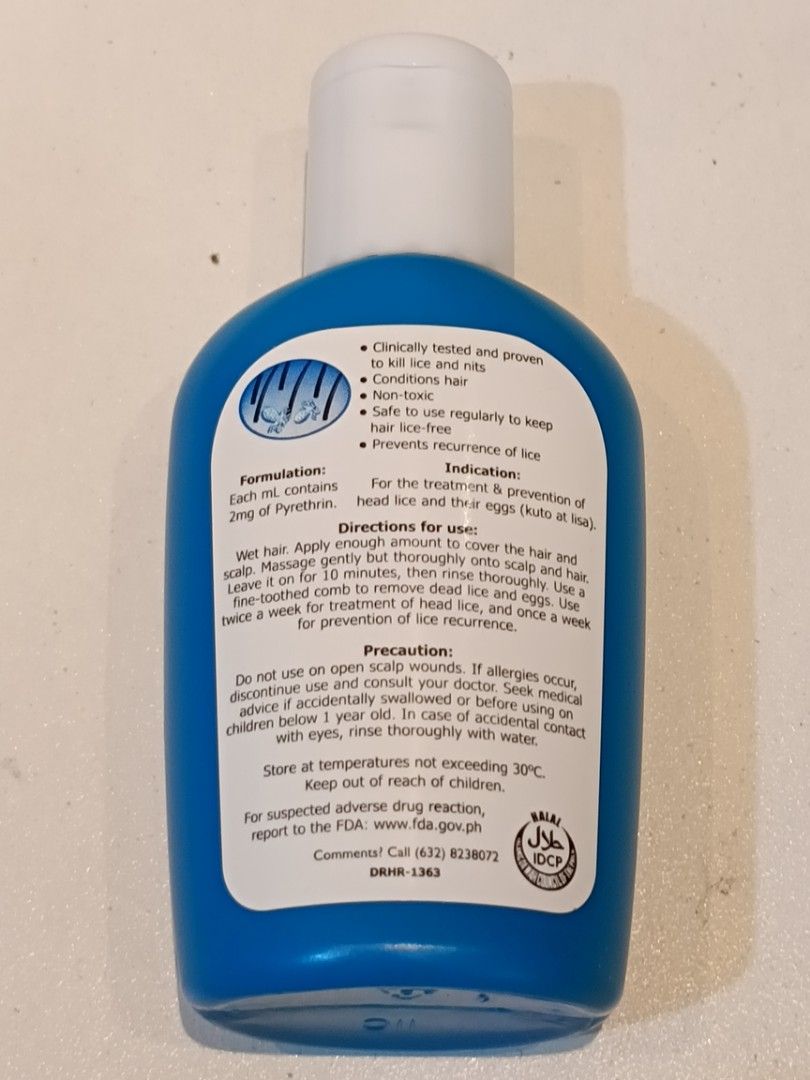 • Clinically tested and proven
to kill lice and nits
• Conditions hair
• Non-toxic
• Safe to use regularly to keep
hair lice-free
• Prevents recurrence of lice
Formulation:
Each mL contains
2mg of Pyrethrin.
Indication:
For the treatment & prevention of
head lice and their eggs (kuto at lisa).
Directions for use:
Wet hair. Apply enough amount to cover the hair and
scalp. Massage gently but thoroughly onto scalp and hair.
Leave it on for 10 minutes, then rinse thoroughly. Use a
fine-toothed comb to remove dead lice and eggs. Use
twice a week for treatment of head lice, and once a week
for prevention of lice recurrence.
Precaution:
Do not use on open scalp wounds. If allergies occur,
discontinue use and consult your doctor. Seek medical
advice if accidentally swallowed or before using on
children below 1 year old. In case of accidental contact
with eyes, rinse thoroughly with water.
Store at temperatures not exceeding 30ºC.
Keep out of reach of children.
For suspected adverse drug reaction,
report to the FDA: www.fda.gov.ph
Comments? Call (632) 8238072
DRHR-1363
HALAL
حلال
IDCP